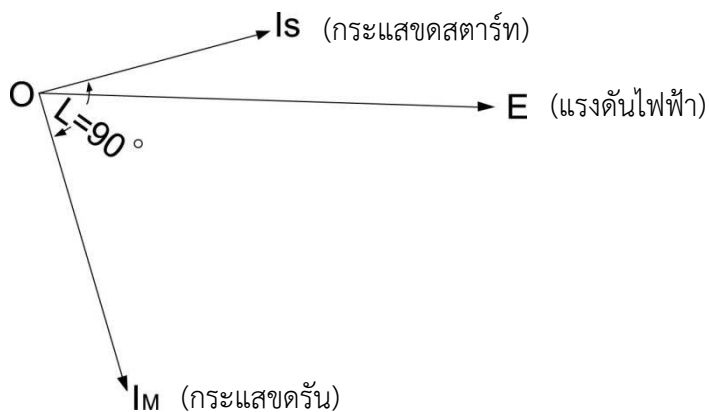 Is (กระแสขดสตาร์ท)
O
E (แรงดันไฟฟ้า)
L=90°
IM (กระแสขดรัน)